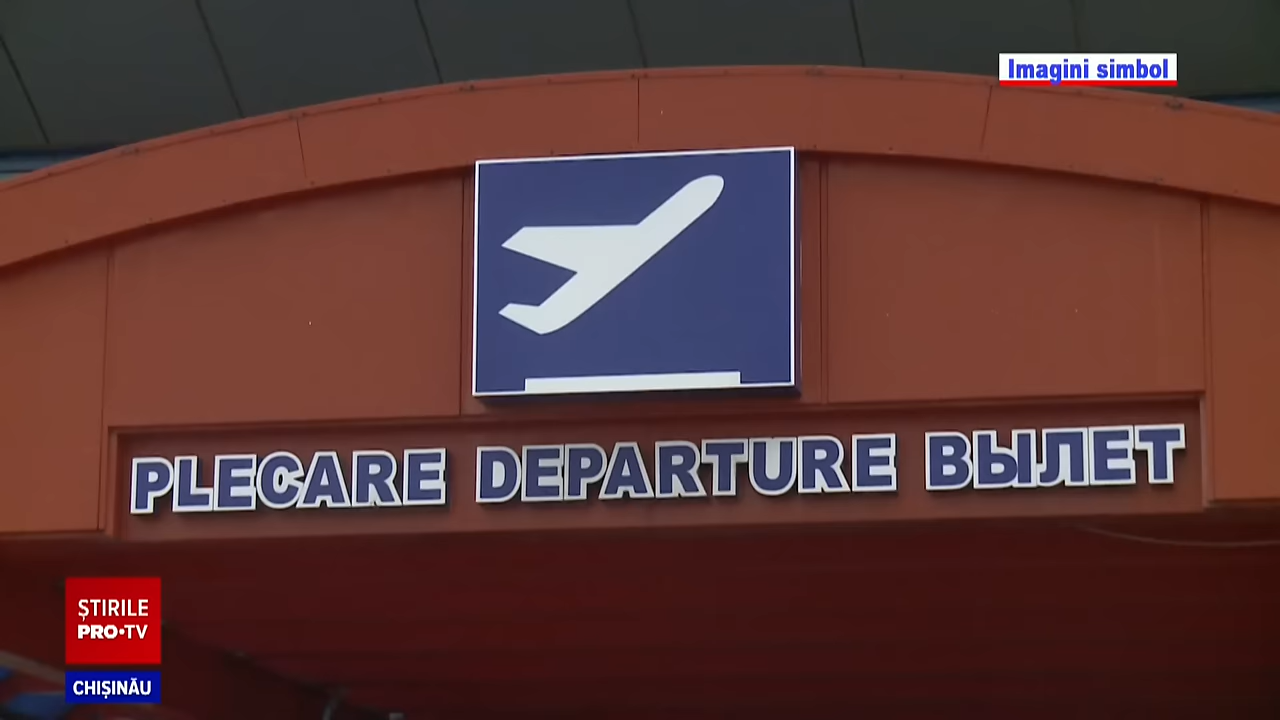 Imagini simbol
PLECARE DEPARTURE ВЫЛЕТ
ȘTIRILE
PRO•TV
CHIȘINĂU